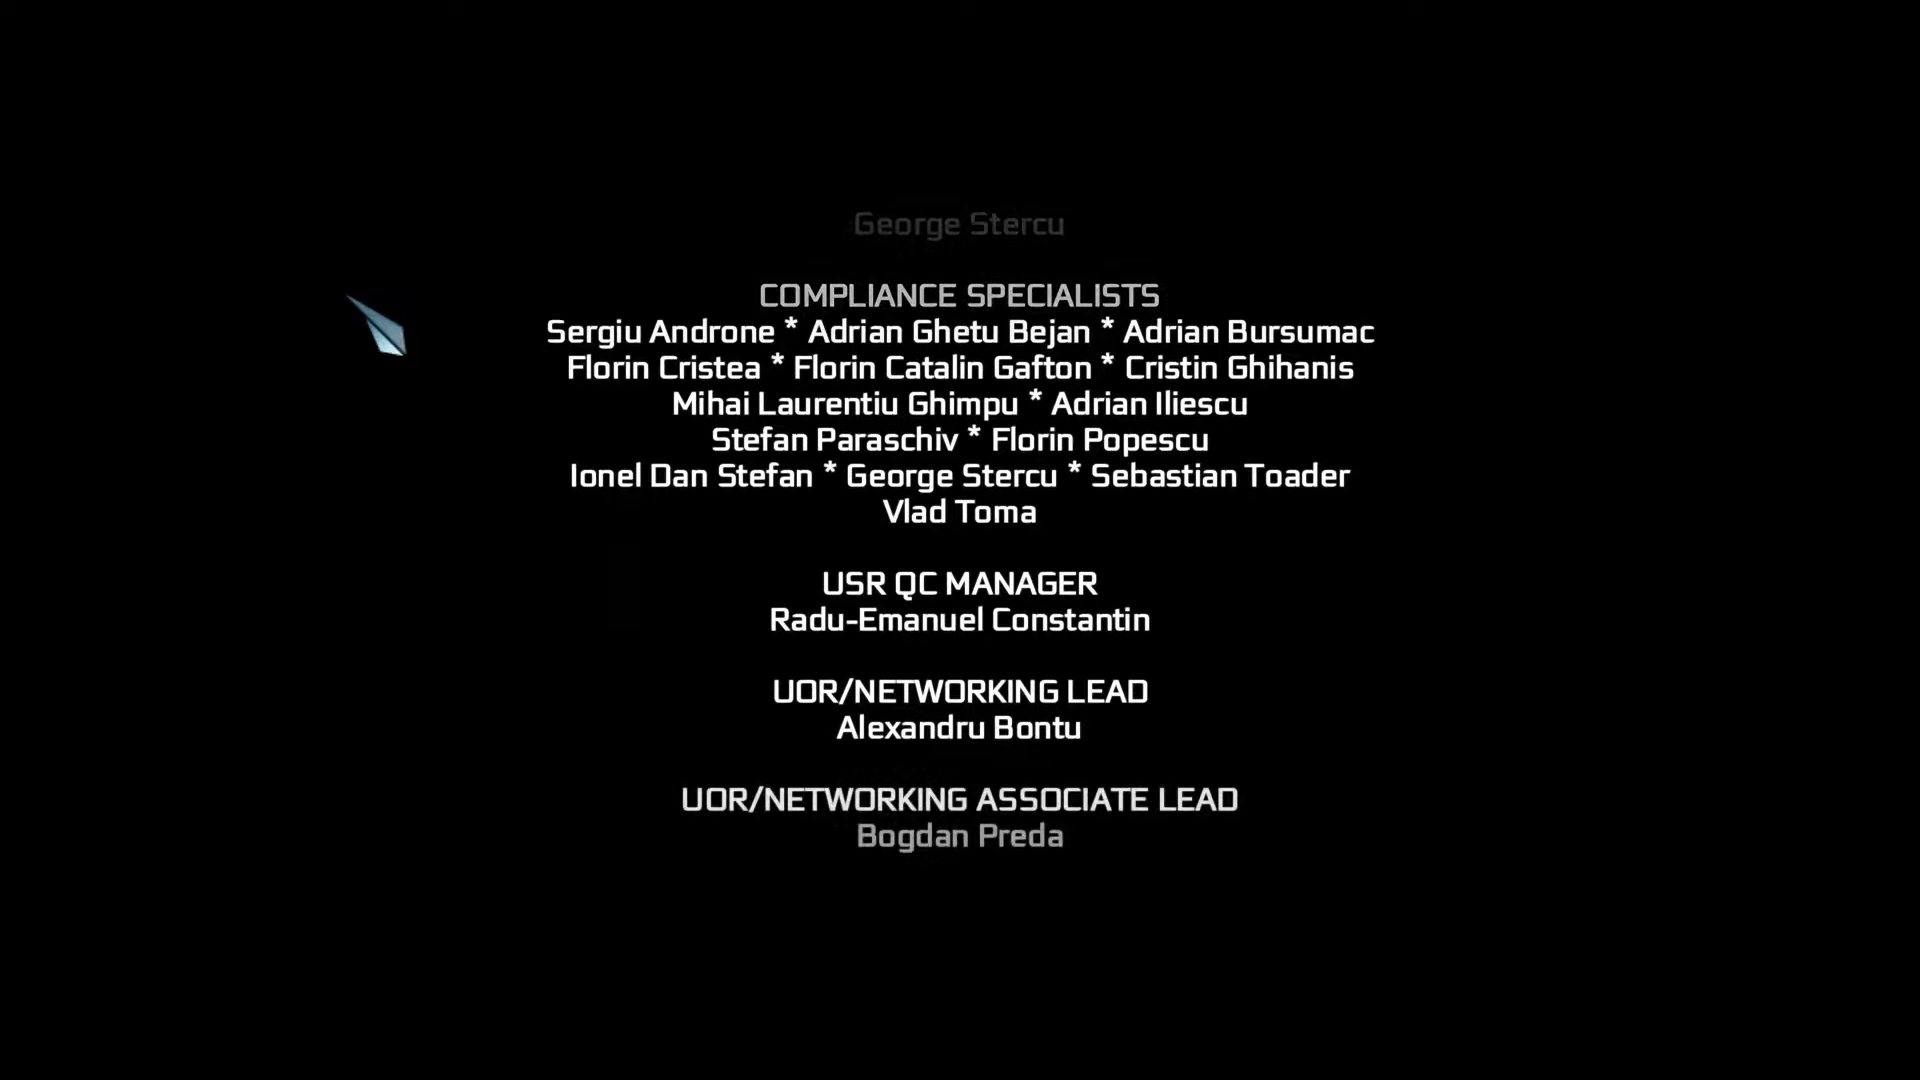 George Stercu
COMPLIANCE SPECIALISTS
Sergiu Androne * Adrian Ghetu Bejan * Adrian Bursumac
Florin Cristea * Florin Catalin Gafton * Cristin Ghihanis
Mihai Laurentiu Ghimpu * Adrian Iliescu
Stefan Paraschiv * Florin Popescu
Ionel Dan Stefan * George Stercu * Sebastian Toader
Vlad Toma
USR QC MANAGER
Radu-Emanuel Constantin
UOR/NETWORKING LEAD
Alexandru Bontu
UOR/NETWORKING ASSOCIATE LEAD
Bogdan Preda